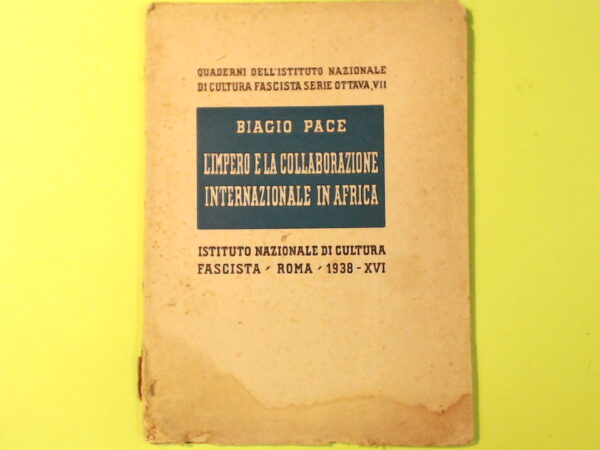 QUADERNI DELL'ISTITUTO NAZIONALE
DI CULTURA FASCISTA SERIE OTTAVA, VII
BIAGIO PACE
L'IMPERO E LA COLLABORAZIONE
INTERNAZIONALE IN AFRICA
ISTITUTO NAZIONALE DI CULTURA
FASCISTA - ROMA - 1938 - XVI